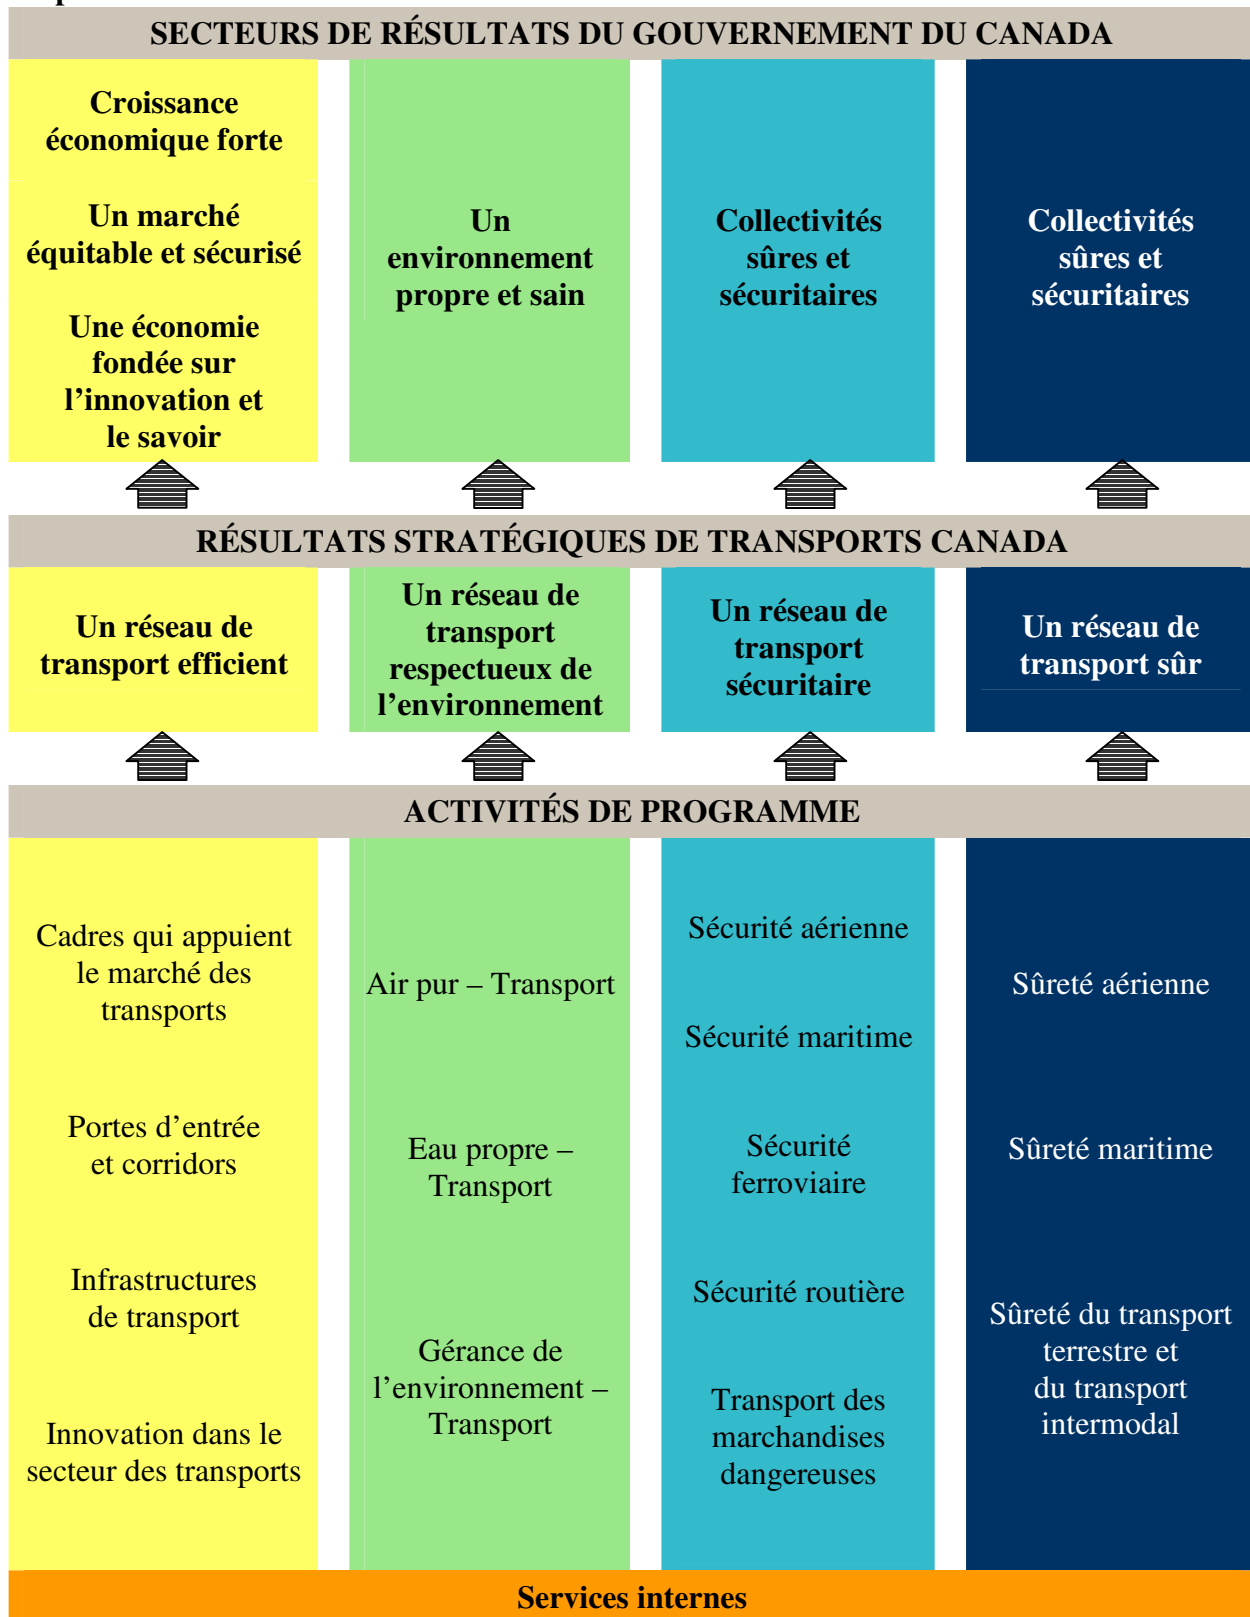 SECTEURS DE RÉSULTATS DU GOUVERNEMENT DU CANADA
Croissance
économique forte
Un marché
équitable et sécurisé
Une économie
fondée sur
l’innovation et
le savoir
Un
environnement
propre et sain
Collectivités
sûres et
sécuritaires
Collectivités
sûres et
sécuritaires
RÉSULTATS STRATÉGIQUES DE TRANSPORTS CANADA
Un réseau de
transport efficient
Un réseau de
transport
respectueux de
l’environnement
Un réseau de
transport
sécuritaire
Un réseau de
transport sûr
ACTIVITÉS DE PROGRAMME
Cadres qui appuient
le marché des
transports
Portes d’entrée
et corridors
Infrastructures
de transport
Innovation dans le
secteur des transports
Air pur – Transport
Eau propre –
Transport
Gérance de
l’environnement –
Transport
Sécurité aérienne
Sécurité maritime
Sécurité
ferroviaire
Sécurité routière
Transport des
marchandises
dangereuses
Sûreté aérienne
Sûreté maritime
Sûreté du transport
terrestre et
du transport
intermodal
Services internes